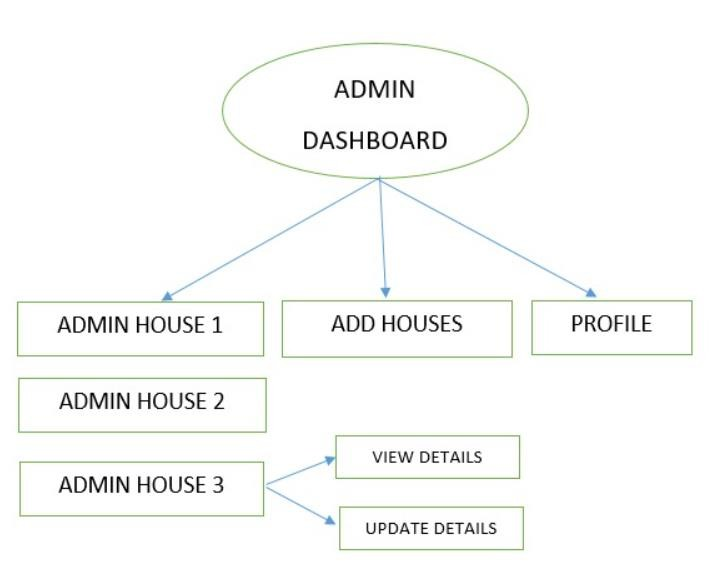 ADMIN
DASHBOARD
ADMIN HOUSE 1
ADD HOUSES
PROFILE
ADMIN HOUSE 2
ADMIN HOUSE 3
VIEW DETAILS
UPDATE DETAILS